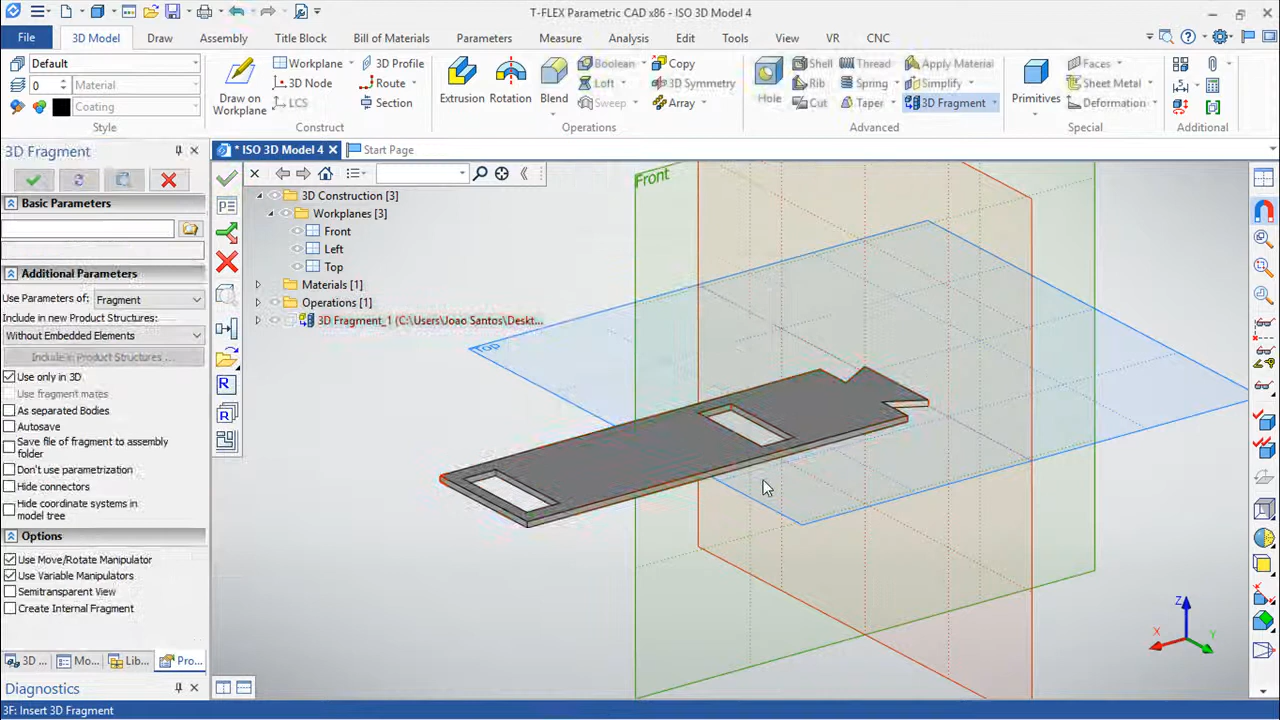 T-FLEX Parametric CAD x86 - ISO 3D Model 4
File
3D Model
Draw
Assembly
Title Block
Bill of Materials
Parameters
Measure
Analysis
Edit
Tools
View
VR
CNC
Default
0
Material
Coating
Style
Draw on
Workplane
Workplane
3D Node
LCS
3D Profile
Route
Section
Construct
Extrusion
Rotation
Blend
Boolean
Loft
Sweep
Copy
3D Symmetry
Array
Operations
Hole
Shell
Rib
Cut
Thread
Spring
Taper
Apply Material
Simplify
3D Fragment
Advanced
Primitives
Faces
Sheet Metal
Deformation
Special
Additional
3D Fragment
* ISO 3D Model 4
Start Page
Basic Parameters
Additional Parameters
Use Parameters of:
Fragment
Include in new Product Structures:
Without Embedded Elements
Include in Product Structures ...
Use only in 3D
Use fragment mates
As separated Bodies
Autosave
Save file of fragment to assembly
folder
Don't use parametrization
Hide connectors
Hide coordinate systems in
model tree
Options
Use Move/Rotate Manipulator
Use Variable Manipulators
Semitransparent View
Create Internal Fragment
3D ...
Mo...
Lib...
Pro...
Diagnostics
3F: Insert 3D Fragment
3D Construction [3]
Workplanes [3]
Front
Left
Top
Materials [1]
Operations [1]
3D Fragment_1 (C:\Users\Joao Santos\Deskt...
R
R
Front
Top
Z
X
Y